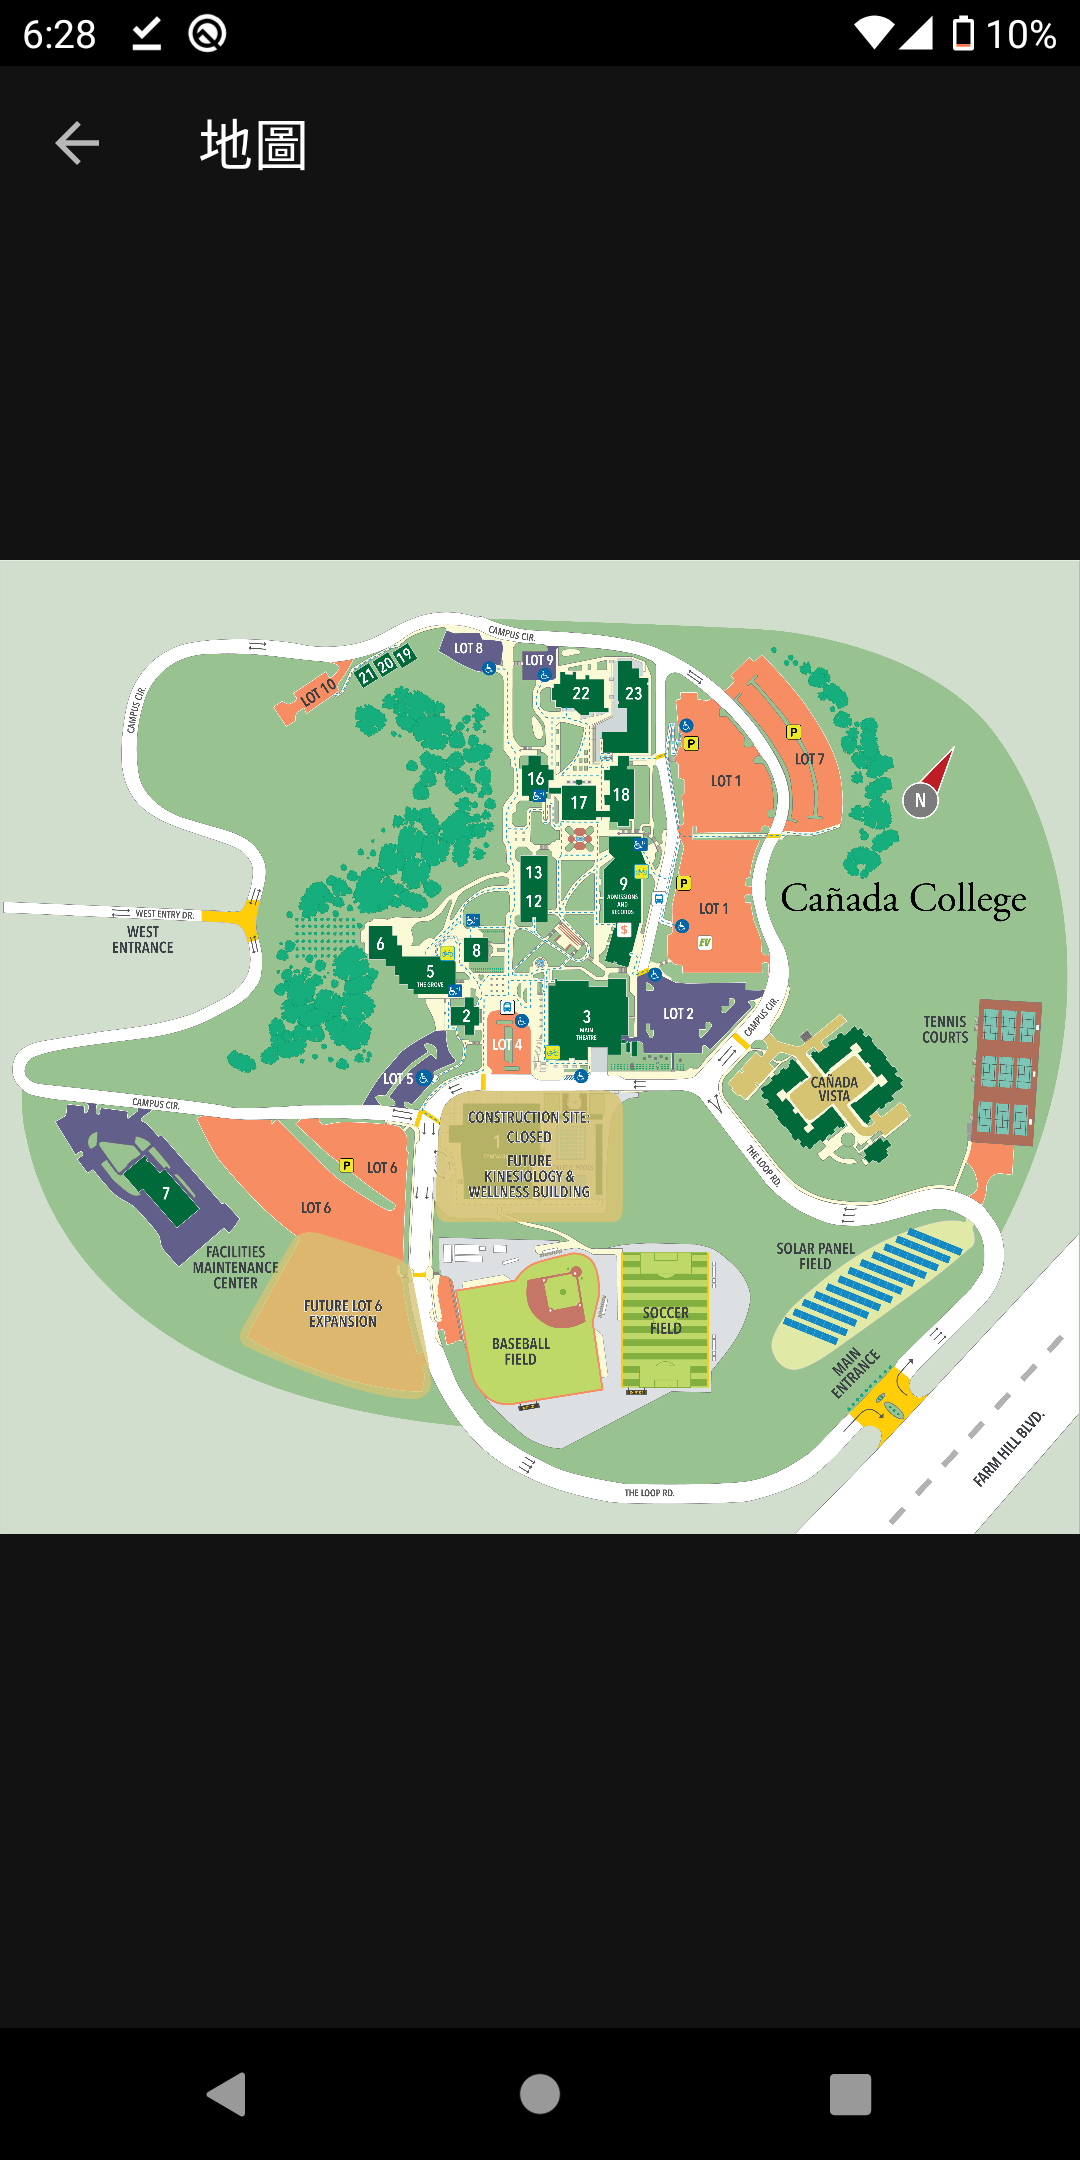 6:28
10%
地圖
CAMPUS CIR.
LOT 8
LOT 9
21 20 19
LOT 10
22
23
CAMPUS CIR.
16
17
18
LOT 1
P
P
LOT 7
N
13
12
9
ADMISSIONS
AND
RECORDS
$
P
LOT 1
EV
Cañada College
WEST ENTRY DR.
WEST
ENTRANCE
6
5
THE GROVE
8
2
3
MAIN
THEATRE
LOT 2
LOT 4
LOT 5
CAMPUS CIR.
TENNIS
COURTS
CAÑADA
VISTA
CAMPUS CIR.
CONSTRUCTION SITE:
CLOSED
1
FUTURE
KINESIOLOGY &
WELLNESS BUILDING
THE LOOP RD.
P
LOT 6
LOT 6
7
FACILITIES
MAINTENANCE
CENTER
FUTURE LOT 6
EXPANSION
BASEBALL
FIELD
SOCCER
FIELD
SOLAR PANEL
FIELD
MAIN
ENTRANCE
FARM HILL BLVD.
THE LOOP RD.